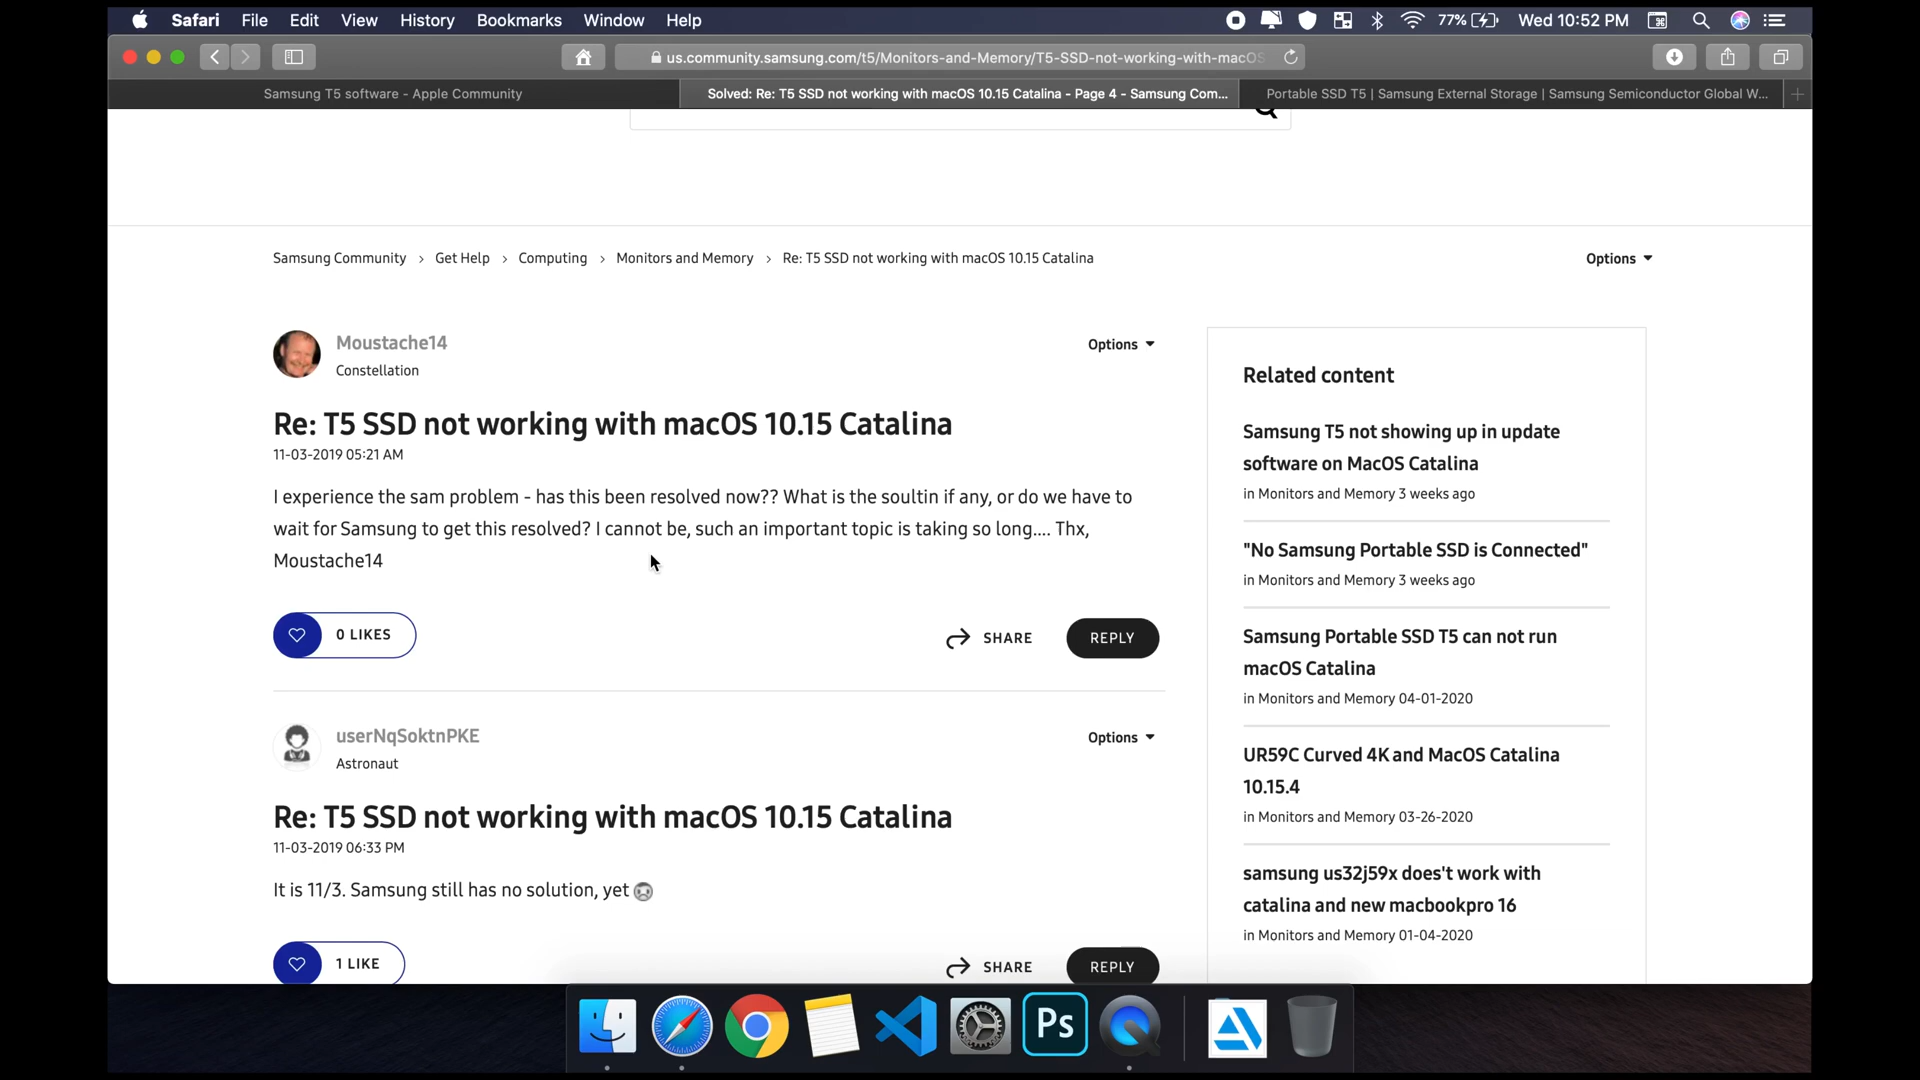 Safari File Edit View History Bookmarks Window Help 77% Wed 10:52 PM
us.community.samsung.com/t5/Monitors-and-Memory/T5-SSD-not-working-with-macOS
Samsung T5 software - Apple Community
Solved: Re: T5 SSD not working with macOS 10.15 Catalina - Page 4 - Samsung Com...
Portable SSD T5 | Samsung External Storage | Samsung Semiconductor Global W...
Samsung Community > Get Help > Computing > Monitors and Memory > Re: T5 SSD not working with macOS 10.15 Catalina
Options
Moustache14
Constellation
Options
Re: T5 SSD not working with macOS 10.15 Catalina
11-03-2019 05:21 AM
I experience the sam problem - has this been resolved now?? What is the soultin if any, or do we have to
wait for Samsung to get this resolved? I cannot be, such an important topic is taking so long.... Thx,
Moustache14
0 LIKES
SHARE
REPLY
userNqSoktnPKE
Astronaut
Options
Re: T5 SSD not working with macOS 10.15 Catalina
11-03-2019 06:33 PM
It is 11/3. Samsung still has no solution, yet
1 LIKE
SHARE
REPLY
Related content
Samsung T5 not showing up in update
software on MacOS Catalina
in Monitors and Memory 3 weeks ago
"No Samsung Portable SSD is Connected"
in Monitors and Memory 3 weeks ago
Samsung Portable SSD T5 can not run
macOS Catalina
in Monitors and Memory 04-01-2020
UR59C Curved 4K and MacOS Catalina
10.15.4
in Monitors and Memory 03-26-2020
samsung us32j59x does't work with
catalina and new macbookpro 16
in Monitors and Memory 01-04-2020
Ps